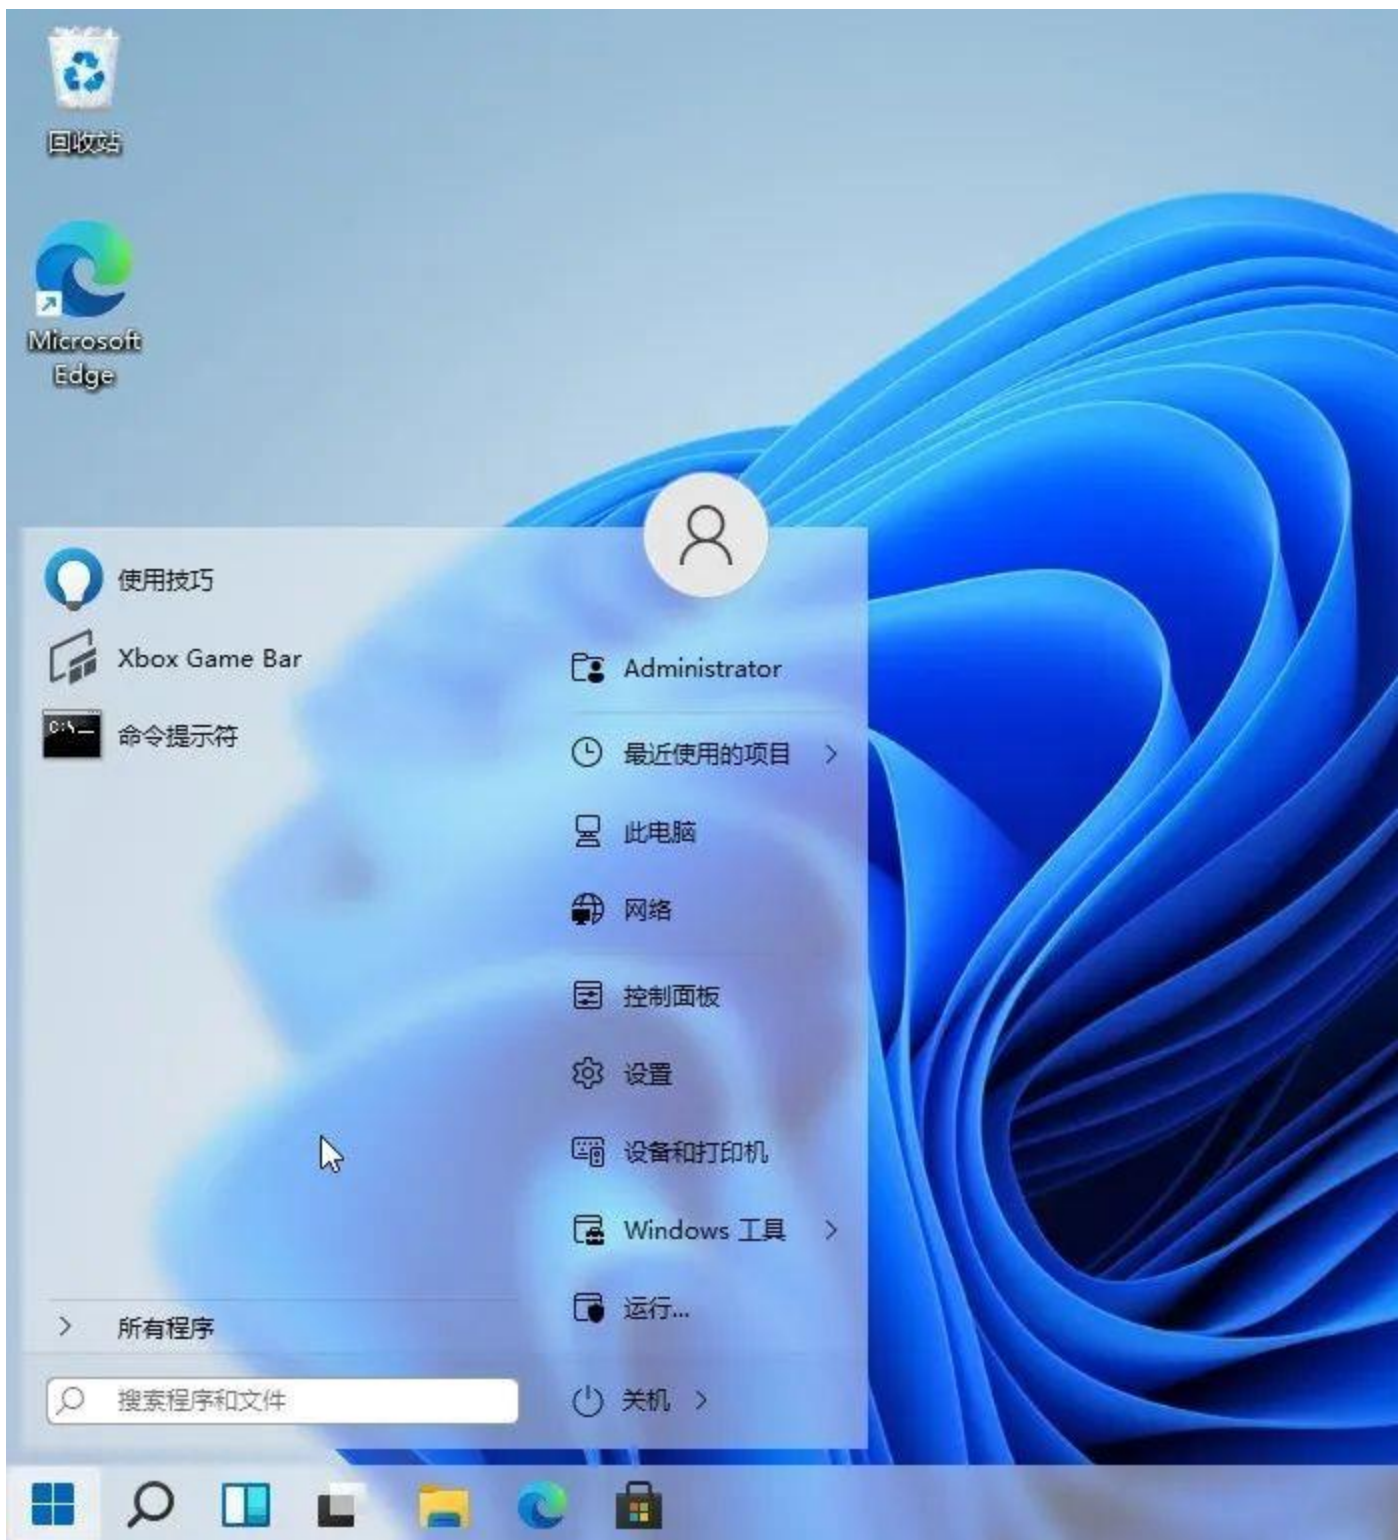 回收站
Microsoft
Edge
使用技巧
Xbox Game Bar
命令提示符
所有程序
搜索程序和文件
Administrator
最近使用的项目
此电脑
网络
控制面板
设置
设备和打印机
Windows 工具
运行...
关机